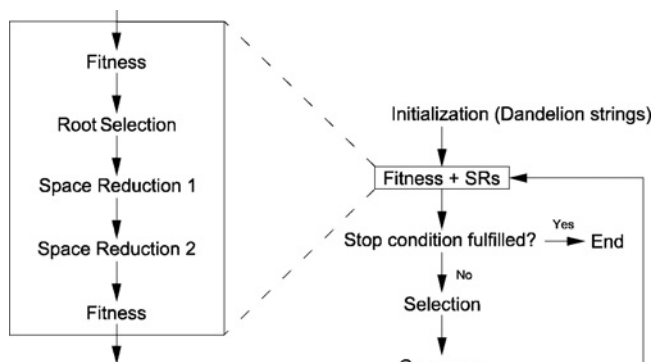 Fitness
Root Selection
Space Reduction 1
Space Reduction 2
Fitness
Initialization (Dandelion strings)
Fitness + SRs
Stop condition fulfilled?
Yes
End
No
Selection